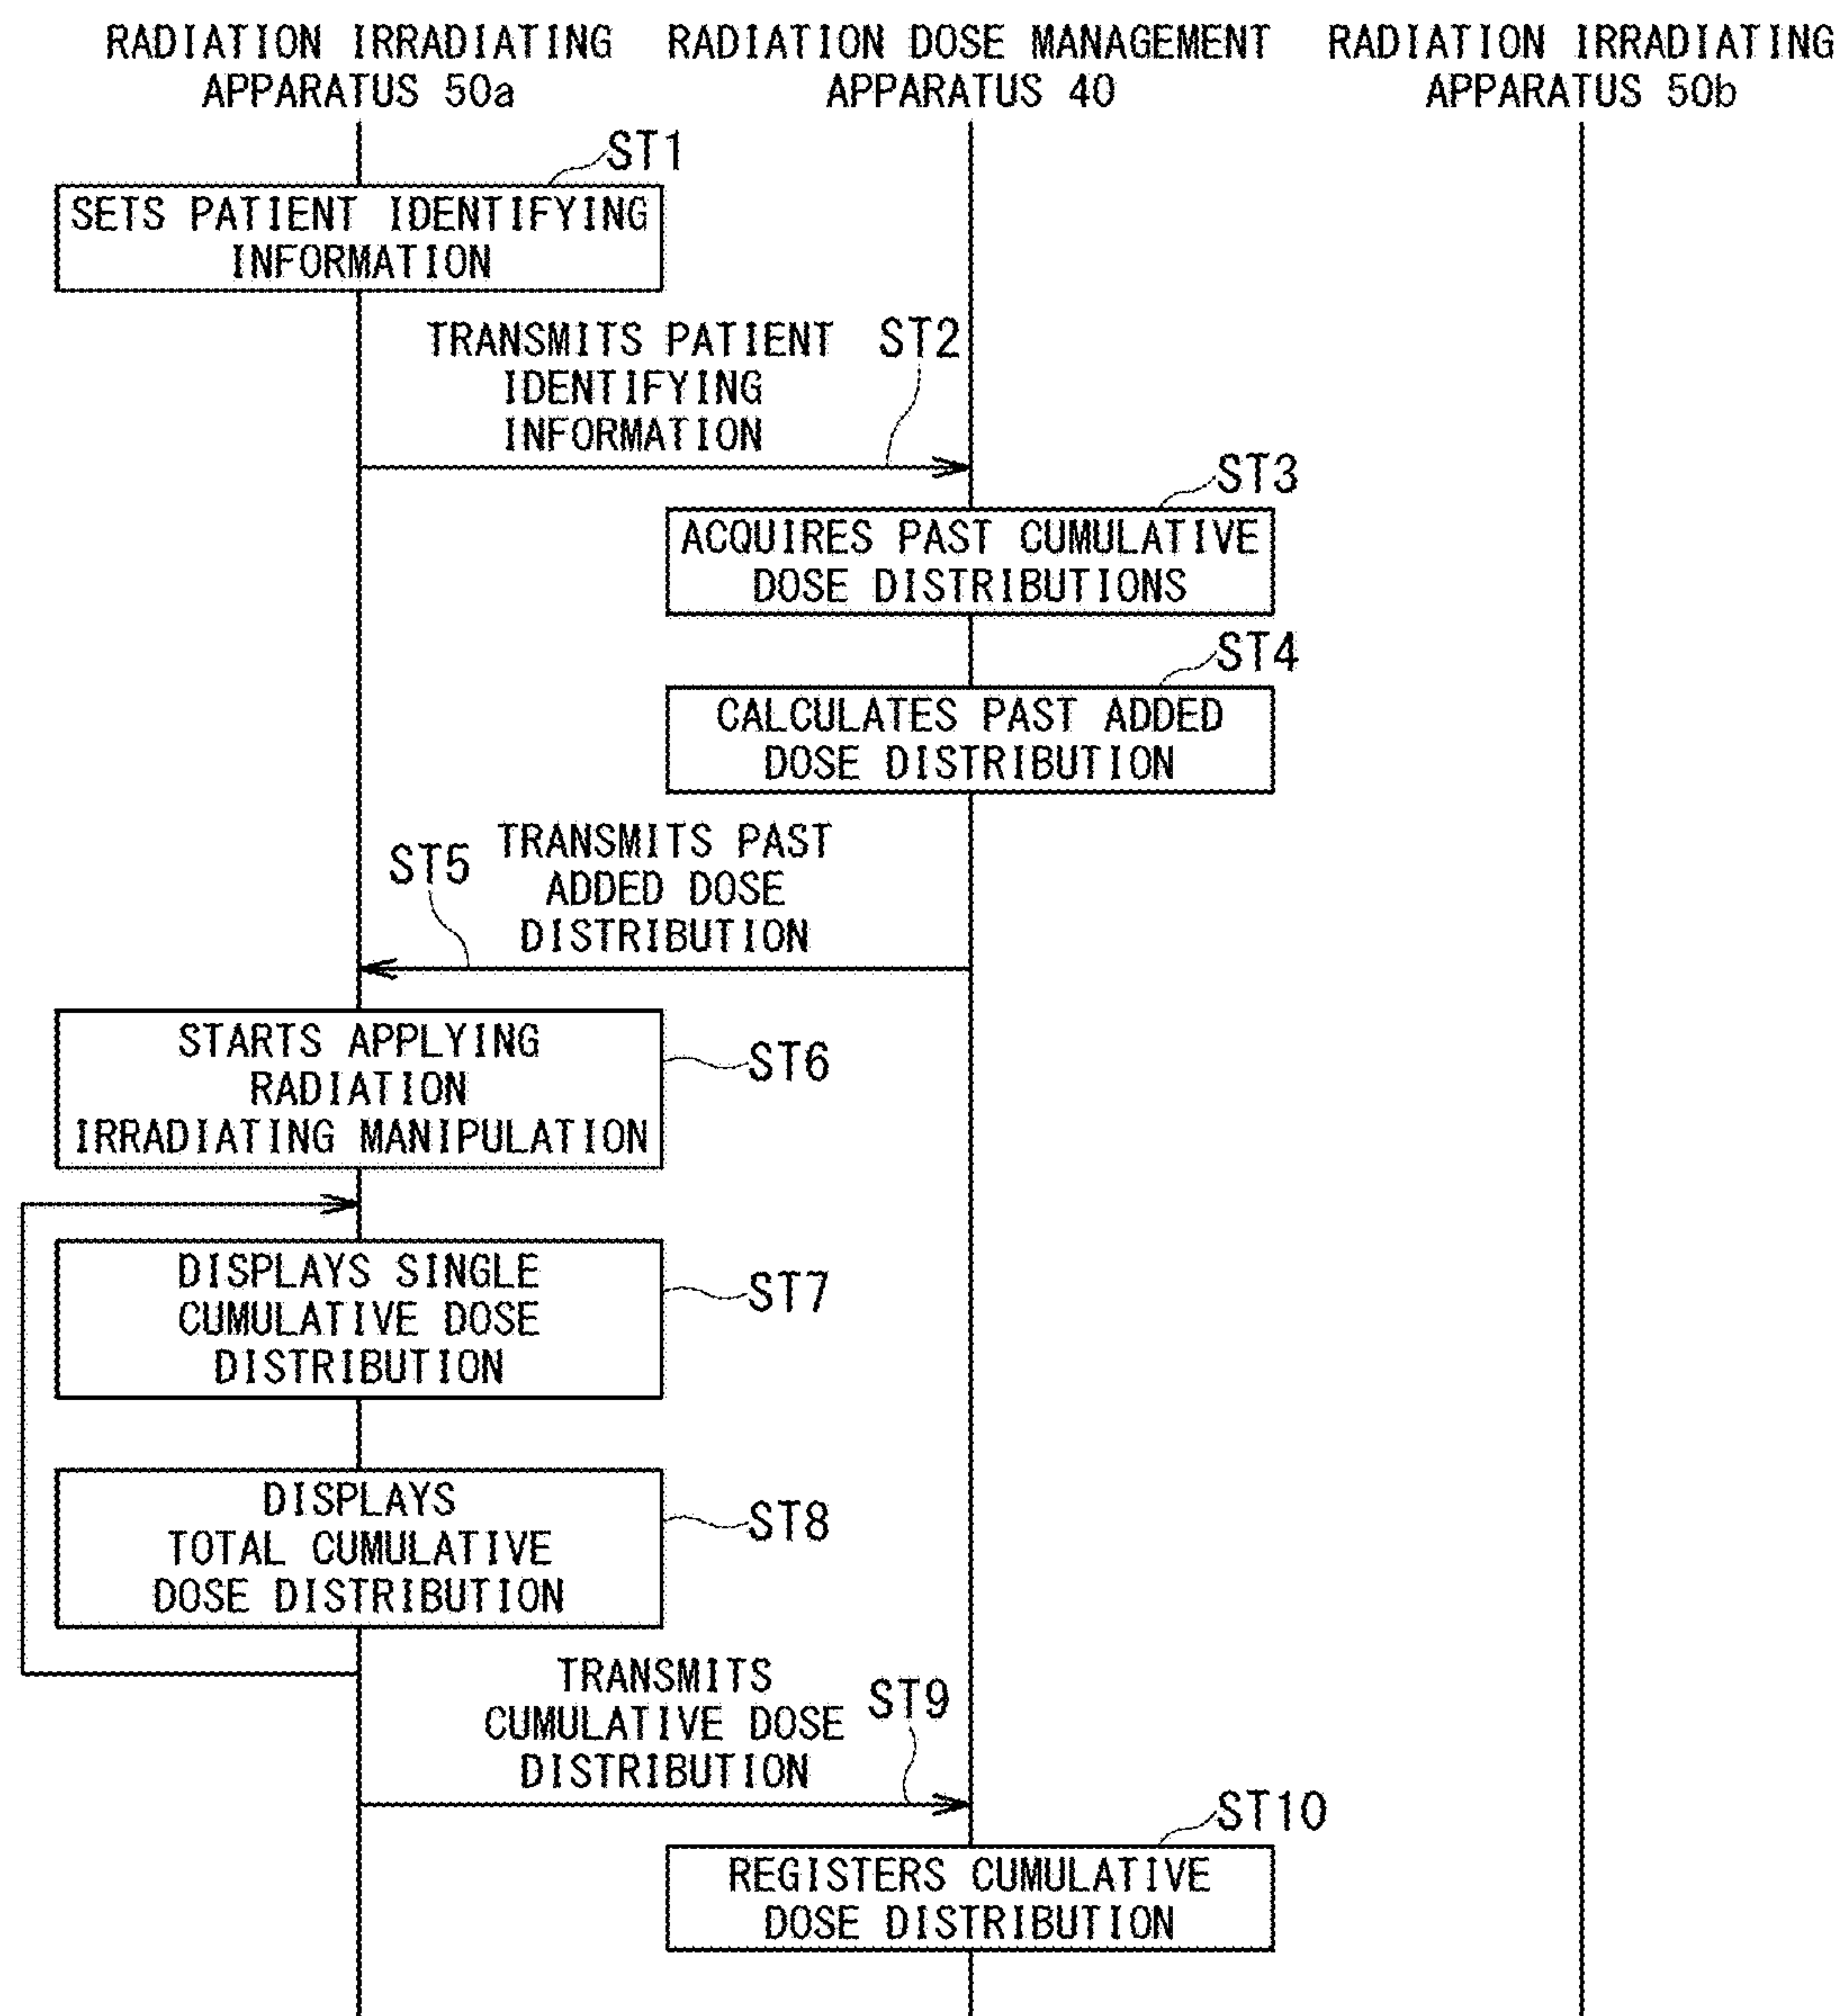 RADIATION IRRADIATING
APPARATUS 50a
RADIATION DOSE MANAGEMENT
APPARATUS 40
RADIATION IRRADIATING
APPARATUS 50b
ST1
SETS PATIENT IDENTIFYING
INFORMATION
TRANSMITS PATIENT
IDENTIFYING
INFORMATION
ST2
ST3
ACQUIRES PAST CUMULATIVE
DOSE DISTRIBUTIONS
ST4
CALCULATES PAST ADDED
DOSE DISTRIBUTION
ST5
TRANSMITS PAST
ADDED DOSE
DISTRIBUTION
STARTS APPLYING
RADIATION
IRRADIATING MANIPULATION
ST6
DISPLAYS SINGLE
CUMULATIVE DOSE
DISTRIBUTION
ST7
DISPLAYS
TOTAL CUMULATIVE
DOSE DISTRIBUTION
ST8
TRANSMITS
CUMULATIVE DOSE
DISTRIBUTION
ST9
ST10
REGISTERS CUMULATIVE
DOSE DISTRIBUTION